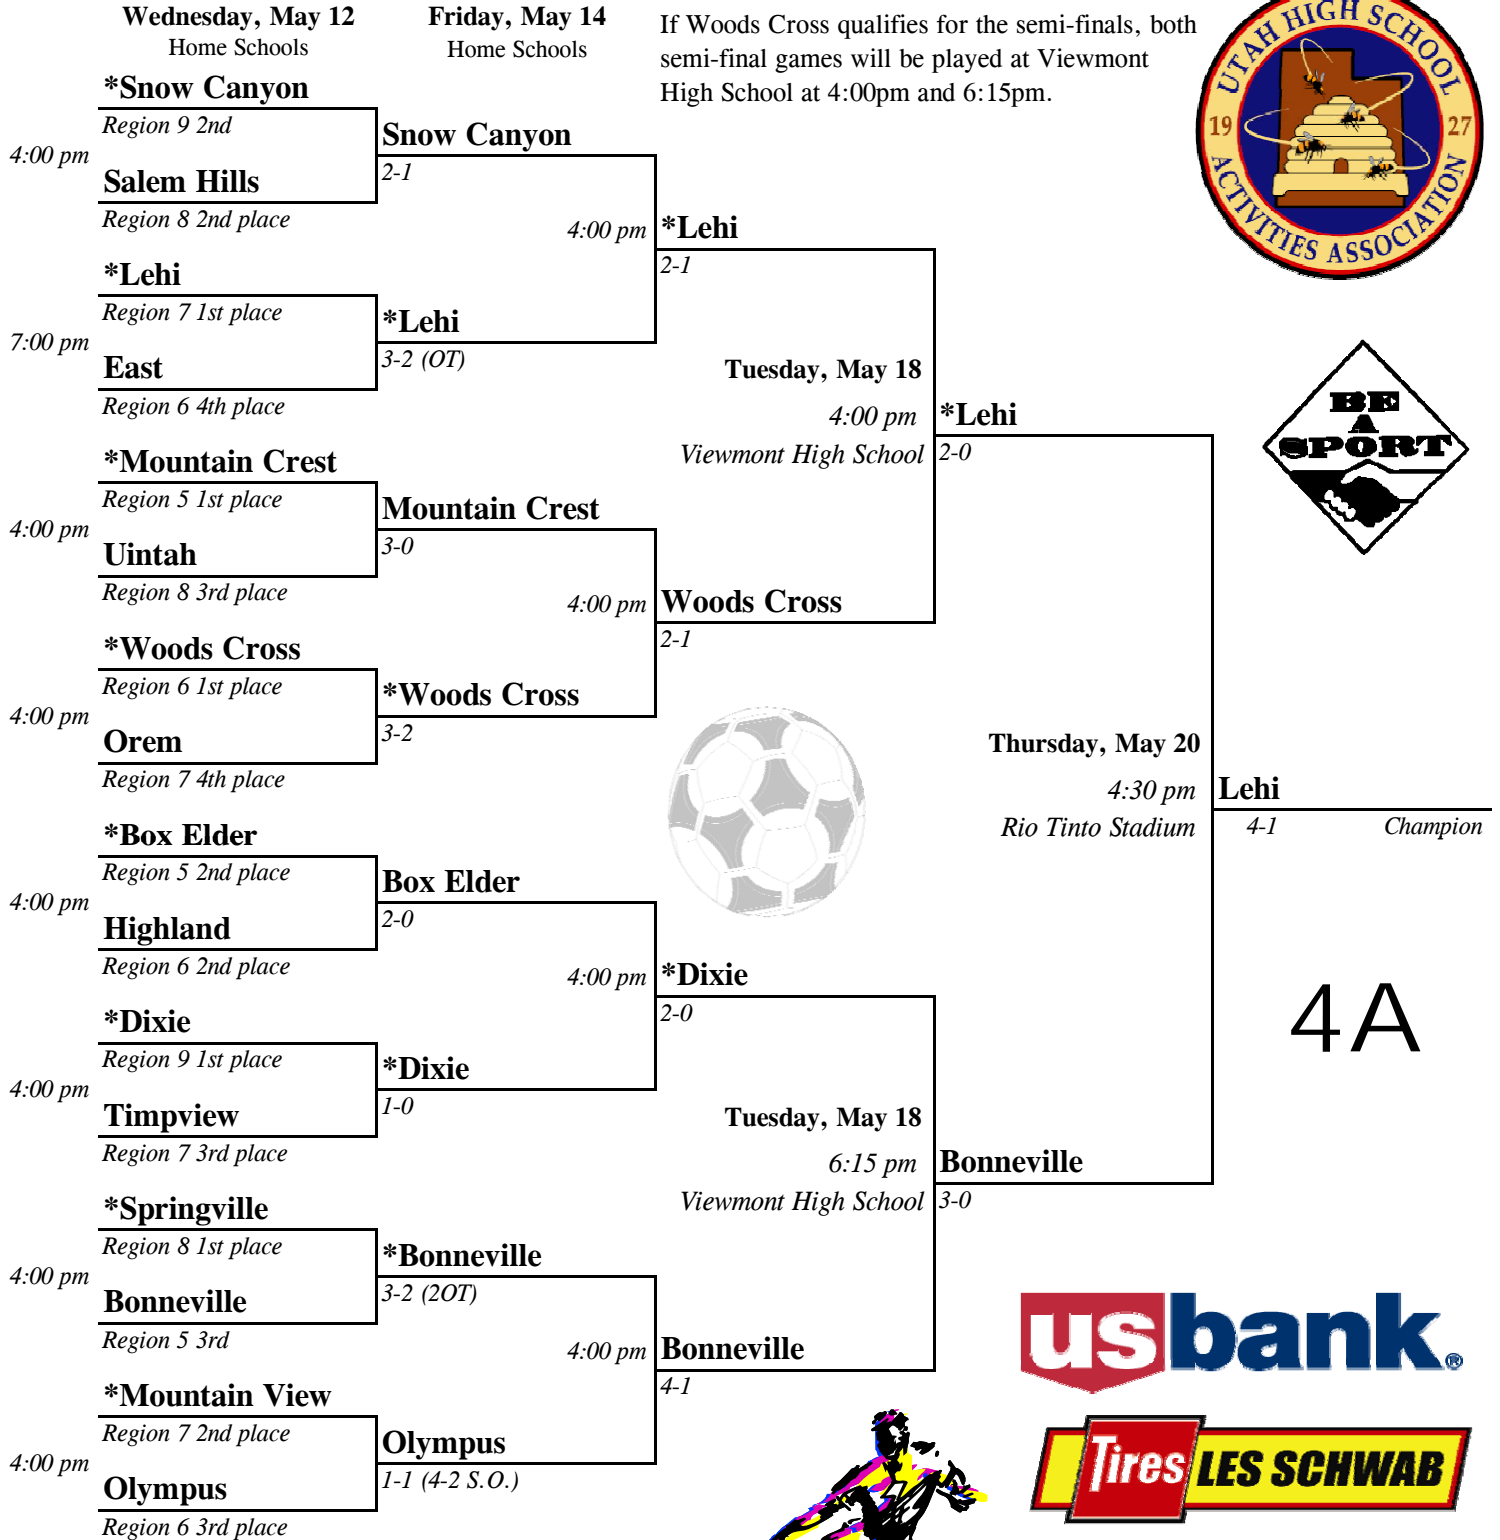 Wednesday, May 12
Home Schools
Friday, May 14
Home Schools
If Woods Cross qualifies for the semi-finals, both
semi-final games will be played at Viewmont
High School at 4:00pm and 6:15pm.
UTAH HIGH SCHOOL
19 27
ACTIVITIES ASSOCIATION
*Snow Canyon
Region 9 2nd
4:00 pm
Salem Hills
Region 8 2nd place
Snow Canyon
2-1
*Lehi
Region 7 1st place
7:00 pm
East
Region 6 4th place
*Lehi
3-2 (OT)
4:00 pm
*Lehi
2-1
*Mountain Crest
Region 5 1st place
4:00 pm
Uintah
Region 8 3rd place
Mountain Crest
3-0
*Woods Cross
Region 6 1st place
4:00 pm
Orem
Region 7 4th place
*Woods Cross
3-2
4:00 pm
Woods Cross
2-1
Tuesday, May 18
4:00 pm
Viewmont High School
*Lehi
2-0
BE
A
SPORT
*Box Elder
Region 5 2nd place
4:00 pm
Highland
Region 6 2nd place
Box Elder
2-0
*Dixie
Region 9 1st place
4:00 pm
Timpview
Region 7 3rd place
*Dixie
1-0
4:00 pm
*Dixie
2-0
*Springville
Region 8 1st place
4:00 pm
Bonneville
Region 5 3rd
*Bonneville
3-2 (2OT)
*Mountain View
Region 7 2nd place
4:00 pm
Olympus
Region 6 3rd place
Olympus
1-1 (4-2 S.O.)
4:00 pm
Bonneville
4-1
Tuesday, May 18
6:15 pm
Viewmont High School
Bonneville
3-0
Thursday, May 20
4:30 pm
Rio Tinto Stadium
Lehi
4-1 Champion
4A
usbank®
Tires LES SCHWAB